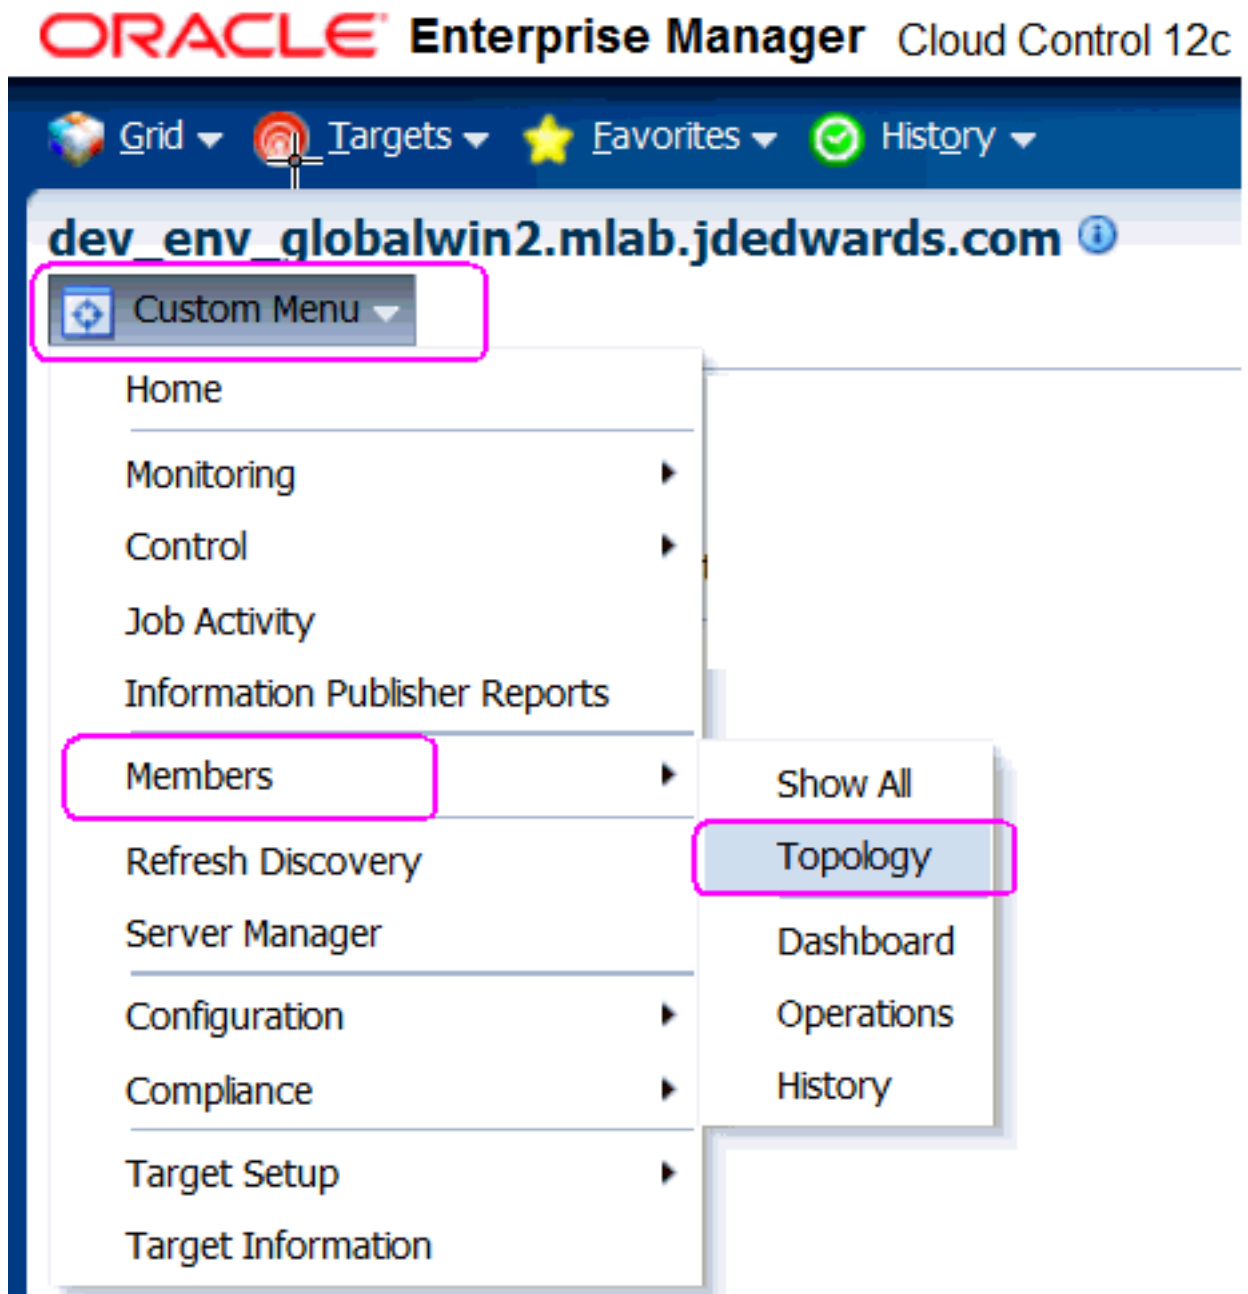 ORACLE Enterprise Manager Cloud Control 12c
Grid Targets Favorites History
dev_env_globalwin2.mlab.jdedwards.com
Custom Menu
Home
Monitoring
Control
Job Activity
Information Publisher Reports
Members
Refresh Discovery
Server Manager
Configuration
Compliance
Target Setup
Target Information
Show All
Topology
Dashboard
Operations
History